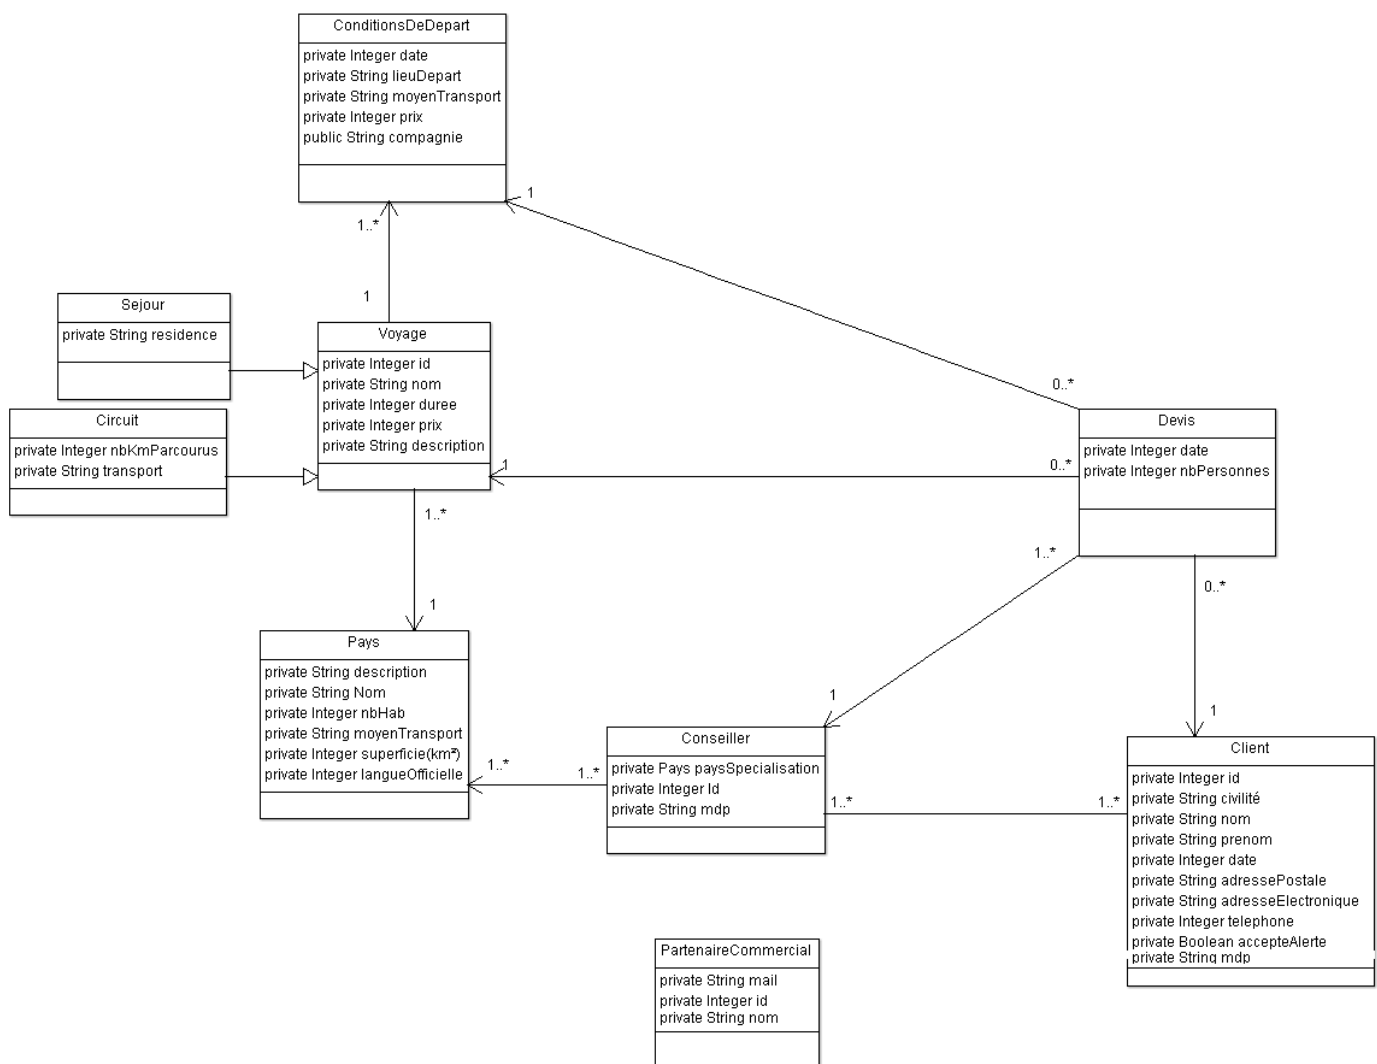 ConditionsDeDepart
private Integer date
private String lieuDepart
private String moyenTransport
private Integer prix
public String compagnie
1..*
1
1
0..*
Sejour
private String residence
Circuit
private Integer nbKmParcourus
private String transport
Voyage
private Integer id
private String nom
private Integer duree
private Integer prix
private String description
1
0..*
Devis
private Integer date
private Integer nbPersonnes
1..*
1
1..*
1
0..*
1
Pays
private String description
private String Nom
private Integer nbHab
private String moyenTransport
private Integer superficie(km²)
private Integer langueOfficielle
1..*
1..*
Conseiller
private Pays paysSpecialisation
private Integer Id
private String mdp
1..*
1..*
Client
private Integer id
private String civilité
private String nom
private String prenom
private Integer date
private String adressePostale
private String adresseElectronique
private Integer telephone
private Boolean accepteAlerte
private String mdp
PartenaireCommercial
private String mail
private Integer id
private String nom